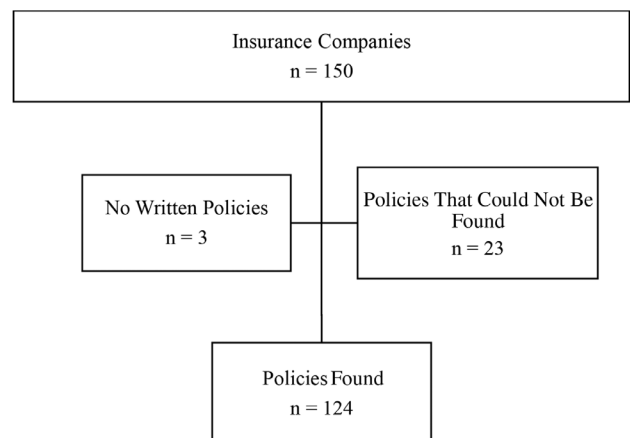 Insurance Companies
n = 150
No Written Policies
n = 3
Policies That Could Not Be
Found
n = 23
Policies Found
n = 124